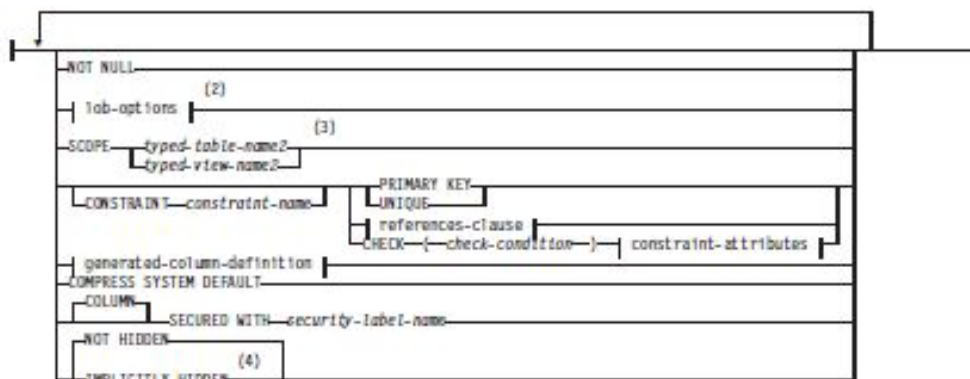 NOT NULL
(2)
lob-options
(3)
SCOPE typed-table-name2
typed-view-name2
PRIMARY KEY
CONSTRAINT constraint-name UNIQUE
references-clause
CHECK ( check-condition ) constraint-attributes
generated-column-definition
COMPRESS SYSTEM DEFAULT
COLUMN
SECURED WITH security-label-name
NOT HIDDEN
(4)
IMPLICITLY HIDDEN